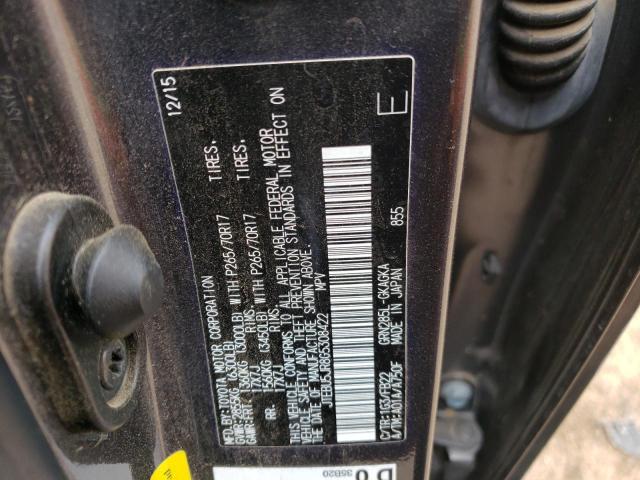 MFD. BY: TOYOTA MOTOR CORPORATION 12/15
GVWR: 2855KG (6300LB)
GAWR: FRT. 1360KG (3000LB) WITH P265/70R17 TIRES,
17X7J RIMS,
RR. 1560KG (3450LB) WITH P265/70R17 TIRES,
17X7J RIMS,
THIS VEHICLE CONFORMS TO ALL APPLICABLE FEDERAL MOTOR
VEHICLE SAFETY AND THEFT PREVENTION STANDARDS IN EFFECT ON
THE DATE OF MANUFACTURE SHOWN ABOVE.
MPV
C/TR: 1G3/FB22 GRN285L-GKAGKA
A/TM: A01A/A750F MADE IN JAPAN 855
E
35B20